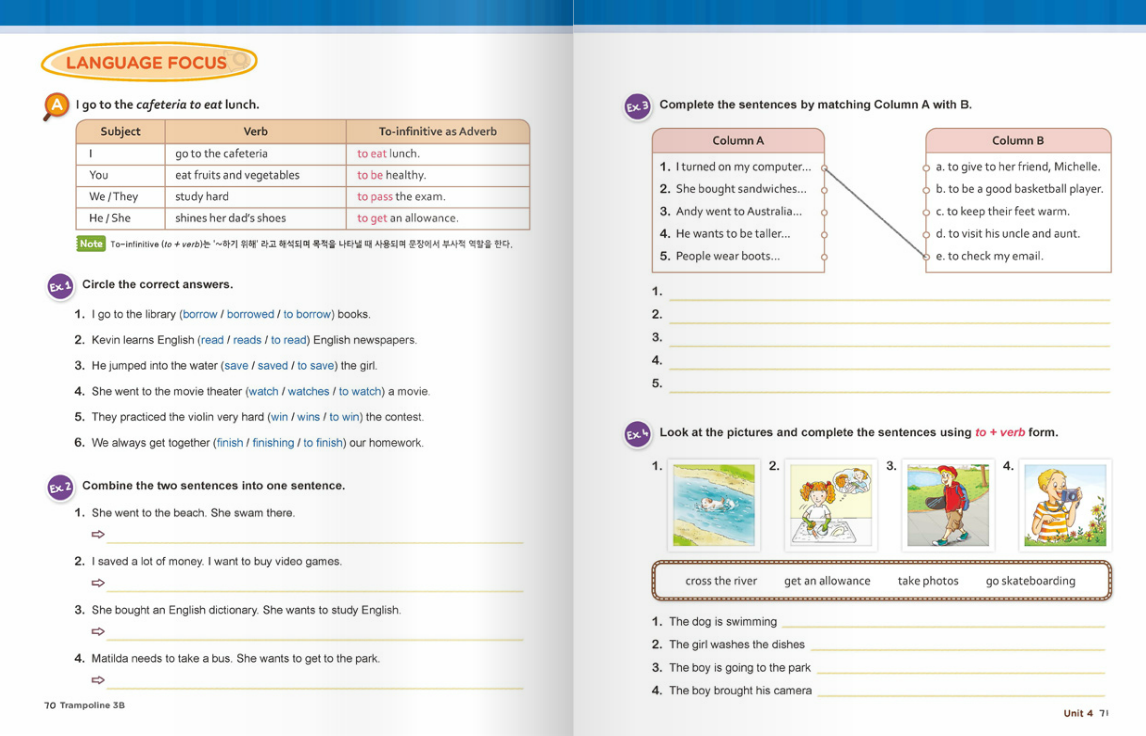 LANGUAGE FOCUS
A I go to the cafeteria to eat lunch.
Subject Verb To-infinitive as Adverb
I go to the cafeteria to eat lunch.
You eat fruits and vegetables to be healthy.
We / They study hard to pass the exam.
He / She shines her dad's shoes to get an allowance.
Note To-infinitive (to + verb)는 '~하기 위해' 라고 해석되며 목적을 나타낼 때 사용되며 문장에서 부사적 역할을 한다.
Ex.1 Circle the correct answers.
1. I go to the library (borrow / borrowed / to borrow) books.
2. Kevin learns English (read / reads / to read) English newspapers.
3. He jumped into the water (save / saved / to save) the girl.
4. She went to the movie theater (watch / watches / to watch) a movie.
5. They practiced the violin very hard (win / wins / to win) the contest.
6. We always get together (finish / finishing / to finish) our homework.
Ex.2 Combine the two sentences into one sentence.
1. She went to the beach. She swam there.
⇨
2. I saved a lot of money. I want to buy video games.
⇨
3. She bought an English dictionary. She wants to study English.
⇨
4. Matilda needs to take a bus. She wants to get to the park.
⇨
70 Trampoline 3B
Ex.3 Complete the sentences by matching Column A with B.
Column A Column B
1. I turned on my computer... a. to give to her friend, Michelle.
2. She bought sandwiches... b. to be a good basketball player.
3. Andy went to Australia... c. to keep their feet warm.
4. He wants to be taller... d. to visit his uncle and aunt.
5. People wear boots... e. to check my email.
1.
2.
3.
4.
5.
Ex.4 Look at the pictures and complete the sentences using to + verb form.
1. 2. 3. 4.
cross the river get an allowance take photos go skateboarding
1. The dog is swimming
2. The girl washes the dishes
3. The boy is going to the park
4. The boy brought his camera
Unit 4 71